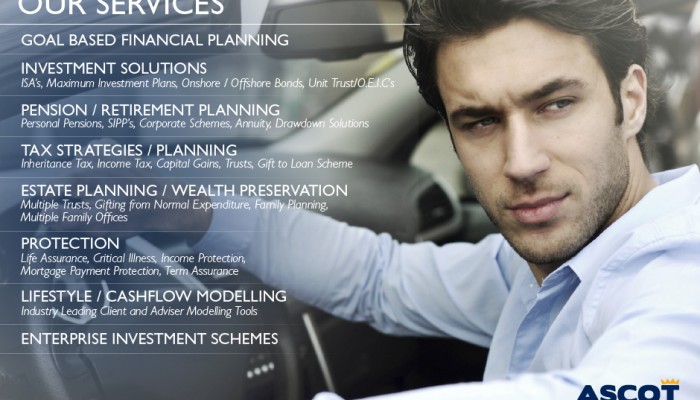 OUR SERVICES
GOAL BASED FINANCIAL PLANNING
INVESTMENT SOLUTIONS
ISA's, Maximum Investment Plans, Onshore / Offshore Bonds, Unit Trust/O.E.I.C's
PENSION / RETIREMENT PLANNING
Personal Pensions, SIPP's, Corporate Schemes, Annuity, Drawdown Solutions
TAX STRATEGIES / PLANNING
Inheritance Tax, Income Tax, Capital Gains, Trusts, Gift to Loan Scheme
ESTATE PLANNING / WEALTH PRESERVATION
Multiple Trusts, Gifting from Normal Expenditure, Family Planning,
Multiple Family Offices
PROTECTION
Life Assurance, Critical Illness, Income Protection,
Mortgage Payment Protection, Term Assurance
LIFESTYLE / CASHFLOW MODELLING
Industry Leading Client and Adviser Modelling Tools
ENTERPRISE INVESTMENT SCHEMES
ASCOT